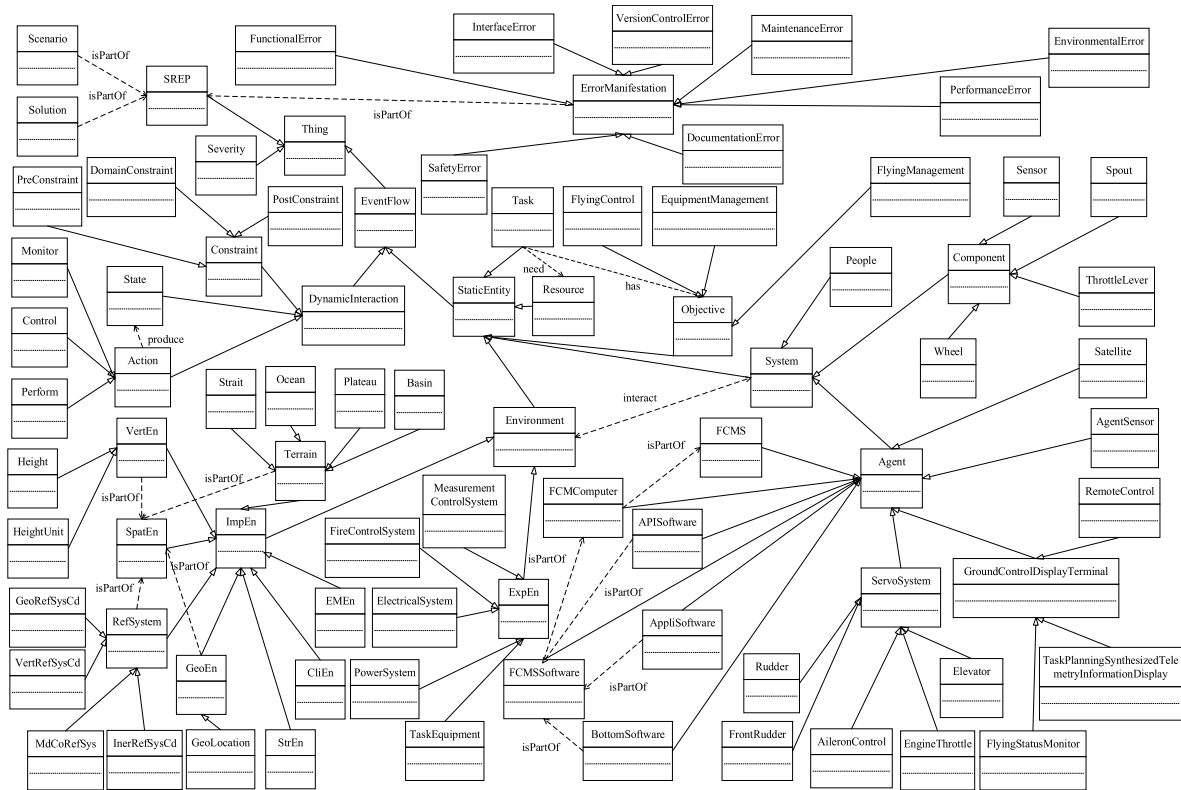 Scenario
isPartOf
FunctionalError
InterfaceError
VersionControlError
MaintenanceError
EnvironmentalError
SREP
isPartOf
Solution
ErrorManifestation
PerformanceError
isPartOf
Thing
Severity
DocumentationError
SafetyError
PreConstraint
DomainConstraint
PostConstraint
EventFlow
Task
FlyingControl
EquipmentManagement
FlyingManagement
Sensor
Spout
Monitor
Constraint
State
DynamicInteraction
StaticEntity
need
Resource
has
Objective
People
Component
ThrottleLever
Control
produce
Action
System
Wheel
Satellite
Perform
Strait
Ocean
Plateau
Basin
interact
Environment
VertEn
Terrain
isPartOf
FCMS
isPartOf
AgentSensor
Height
isPartOf
Measurement
ControlSystem
FCMComputer
Agent
RemoteControl
HeightUnit
SpatEn
ImpEn
FireControlSystem
APISoftware
isPartOf
isPartOf
isPartOf
isPartOf
GroundControlDisplayTerminal
GeoRefSysCd
RefSystem
EMEn
ElectricalSystem
ExpEn
AppliSoftware
ServoSystem
VertRefSysCd
GeoEn
CliEn
PowerSystem
FCMSSoftware
isPartOf
Rudder
Elevator
TaskPlanningSynthesizedTele
metryInformationDisplay
MdCoRefSys
InerRefSysCd
GeoLocation
StrEn
TaskEquipment
isPartOf
BottomSoftware
FrontRudder
AileronControl
EngineThrottle
FlyingStatusMonitor